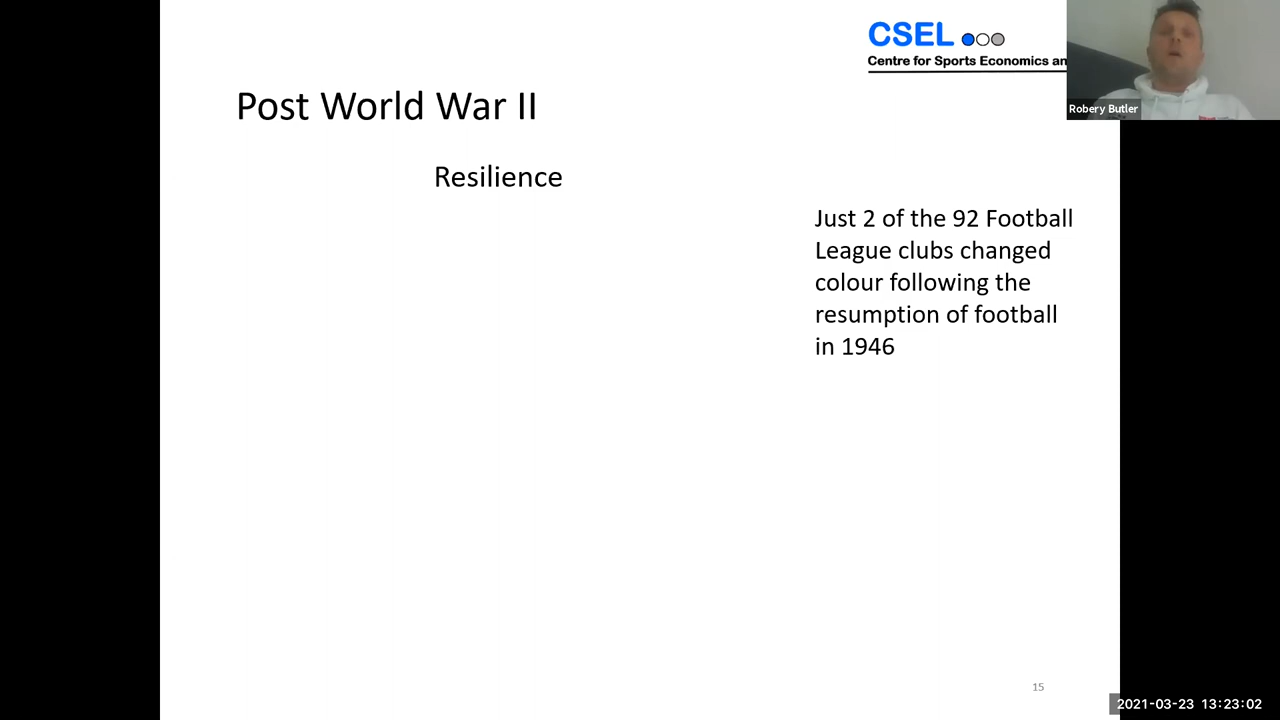 CSEL
Centre for Sports Economics an
Robery Butler
Post World War II
Resilience
Just 2 of the 92 Football
League clubs changed
colour following the
resumption of football
in 1946
15
2021-03-23 13:23:02